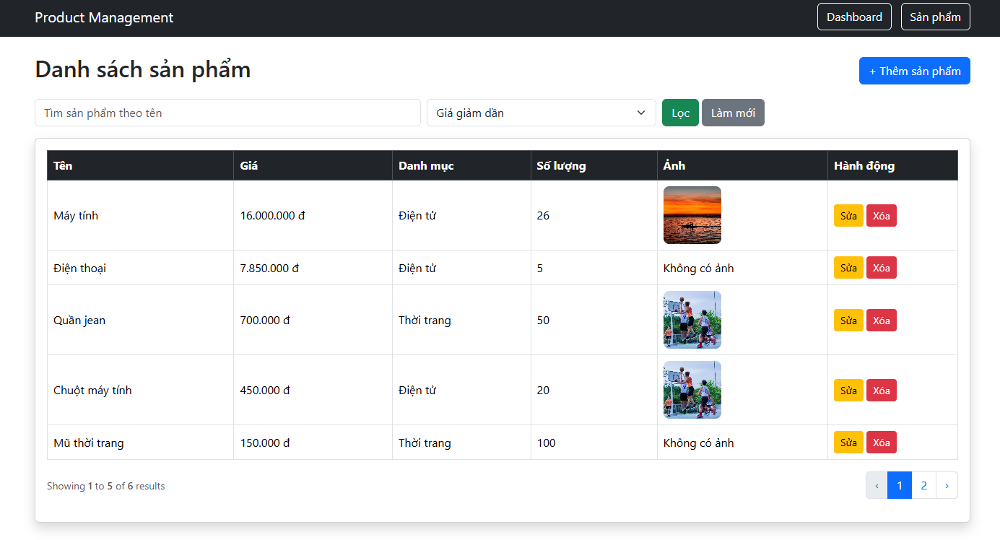 Product Management Dashboard Sản phẩm
Danh sách sản phẩm + Thêm sản phẩm
Tìm sản phẩm theo tên Giá giảm dần Lọc Làm mới
Tên Giá Danh mục Số lượng Ảnh Hành động
Máy tính 16.000.000 đ Điện tử 26 Sửa Xóa
Điện thoại 7.850.000 đ Điện tử 5 Không có ảnh Sửa Xóa
Quần jean 700.000 đ Thời trang 50 Sửa Xóa
Chuột máy tính 450.000 đ Điện tử 20 Sửa Xóa
Mũ thời trang 150.000 đ Thời trang 100 Không có ảnh Sửa Xóa
Showing 1 to 5 of 6 results ‹ 1 2 ›